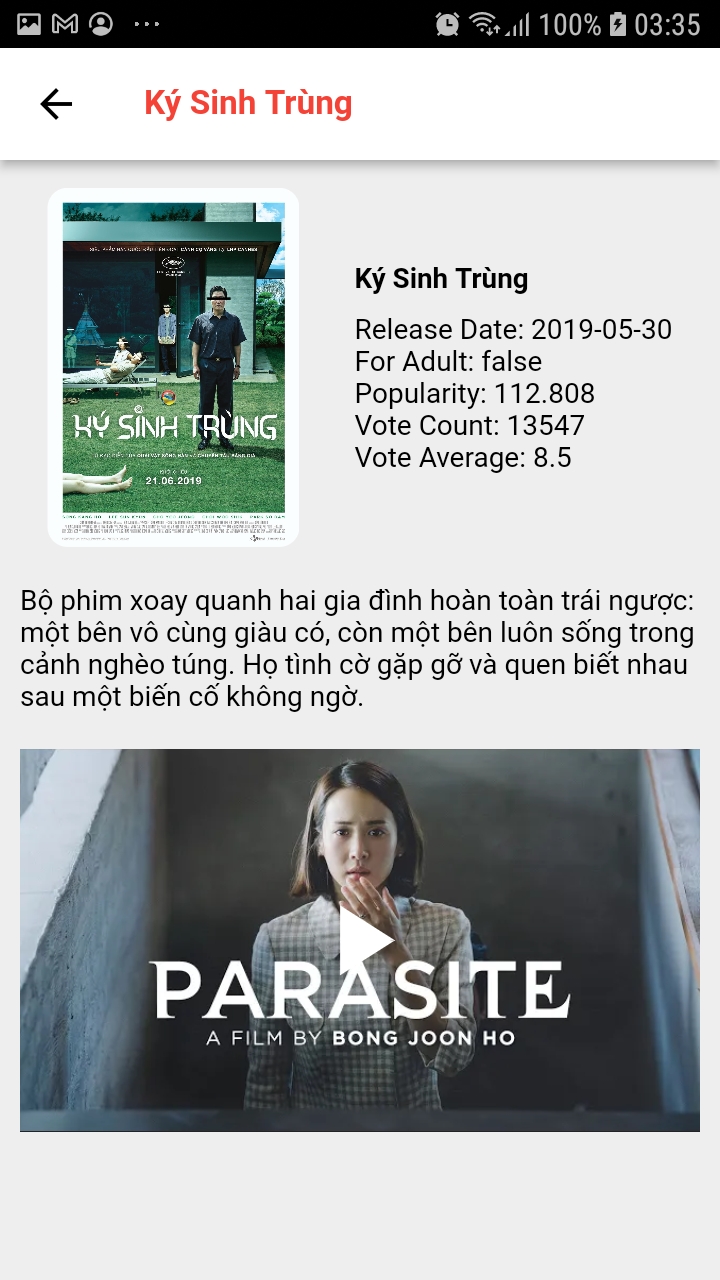 100% 03:35
Ký Sinh Trùng
KÝ SINH TRÙNG
21.06.2019
Ký Sinh Trùng
Release Date: 2019-05-30
For Adult: false
Popularity: 112.808
Vote Count: 13547
Vote Average: 8.5
Bộ phim xoay quanh hai gia đình hoàn toàn trái ngược:
một bên vô cùng giàu có, còn một bên luôn sống trong
cảnh nghèo túng. Họ tình cờ gặp gỡ và quen biết nhau
sau một biến cố không ngờ.
PARASITE
A FILM BY BONG JOON HO